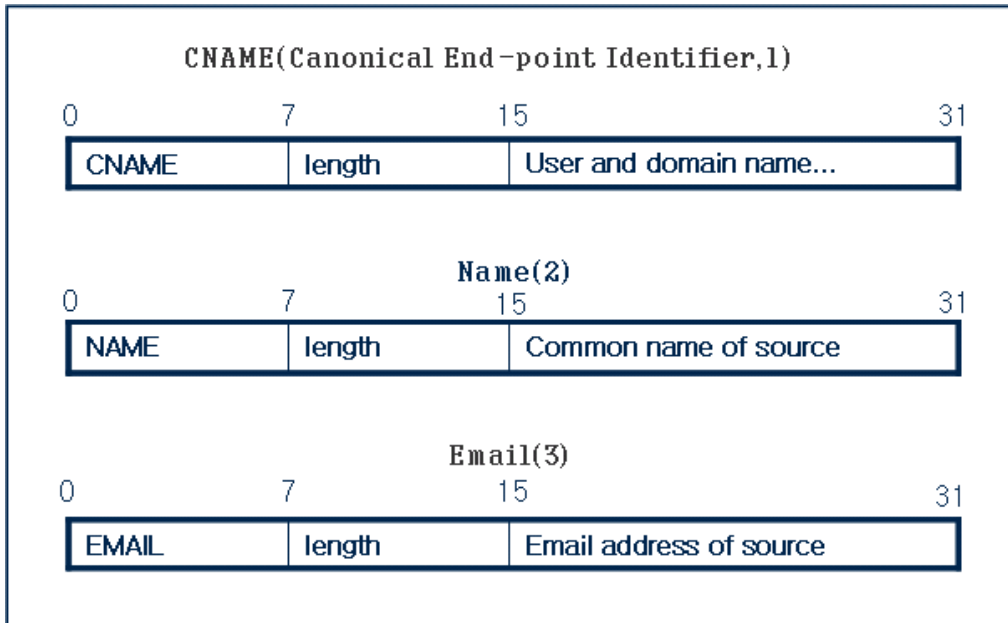 CNAME(Canonical End-point Identifier,1)
0 7 15 31
CNAME length User and domain name...
Name(2)
0 7 15 31
NAME length Common name of source
Email(3)
0 7 15 31
EMAIL length Email address of source